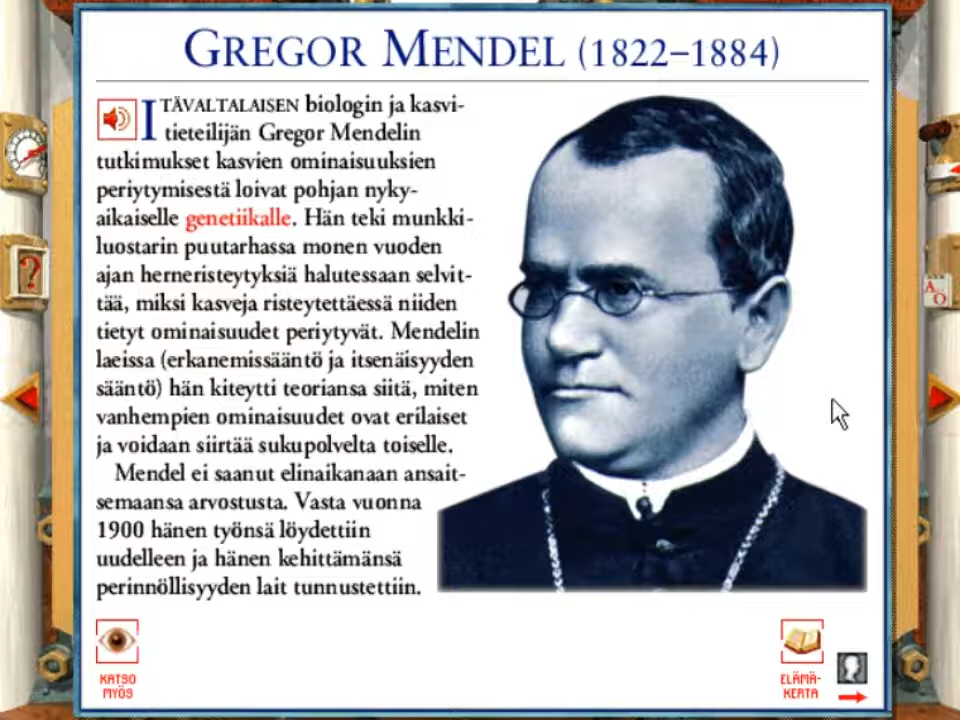 GREGOR MENDEL (1822–1884)
ITÄVALTALAISEN biologin ja kasvi-
tieteilijän Gregor Mendelin
tutkimukset kasvien ominaisuuksien
periytymisestä loivat pohjan nyky-
aikaiselle genetiikalle. Hän teki munkki-
luostarin puutarhassa monen vuoden
ajan herneristeytyksiä halutessaan selvit-
tää, miksi kasveja risteytettäessä niiden
tietyt ominaisuudet periytyvät. Mendelin
laeissa (erkanemissääntö ja itsenäisyyden
sääntö) hän kiteytti teoriansa siitä, miten
vanhempien ominaisuudet ovat erilaiset
ja voidaan siirtää sukupolvelta toiselle.
Mendel ei saanut elinaikanaan ansait-
semaansa arvostusta. Vasta vuonna
1900 hänen työnsä löydettiin
uudelleen ja hänen kehittämänsä
perinnöllisyyden lait tunnustettiin.
?
A...O
KATSO
MYÖS
ELÄMÄ-
KERTA